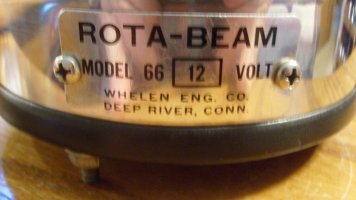 ROTA-BEAM
MODEL 66 12 VOLT
WHELEN ENG. CO.
DEEP RIVER, CONN.